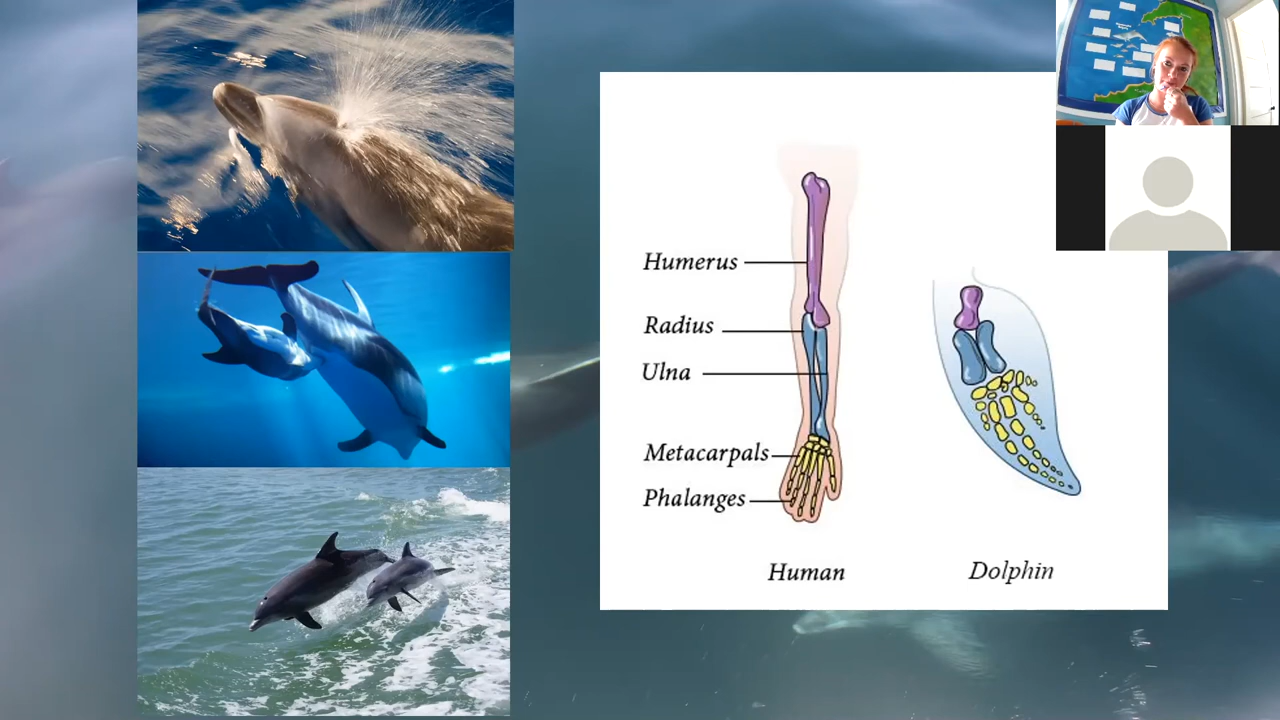 Humerus
Radius
Ulna
Metacarpals
Phalanges
Human
Dolphin